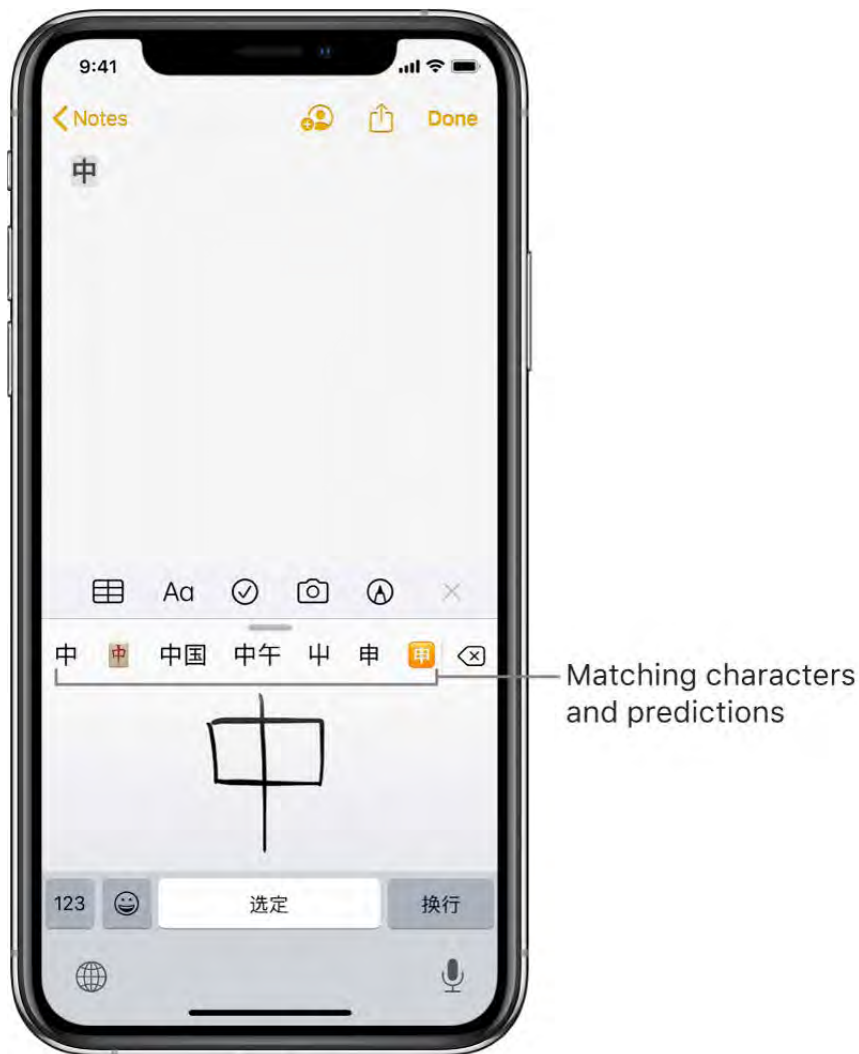 9:41
Notes Done
中
Aa
中 🀄 中国 中午 屮 申 🈸
Matching characters
and predictions
中
123 选定 换行